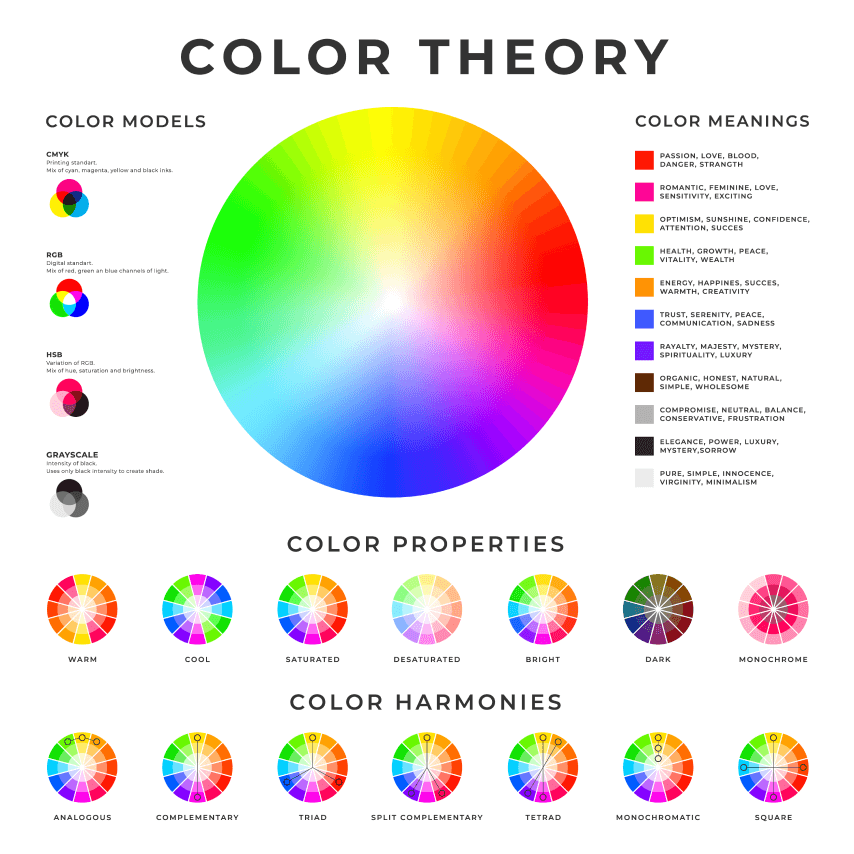 COLOR THEORY
COLOR MODELS
CMYK
Printing standart.
Mix of cyan, magenta, yellow and black inks.
RGB
Digital standart.
Mix of red, green an blue channels of light.
HSB
Variation of RGB.
Mix of hue, saturation and brightness.
GRAYSCALE
Intensity of black.
Uses only black intensity to create shade.
COLOR MEANINGS
PASSION, LOVE, BLOOD,
DANGER, STRANGTH
ROMANTIC, FEMININE, LOVE,
SENSITIVITY, EXCITING
OPTIMISM, SUNSHINE, CONFIDENCE,
ATTENTION, SUCCES
HEALTH, GROWTH, PEACE,
VITALITY, WEALTH
ENERGY, HAPPINES, SUCCES,
WARMTH, CREATIVITY
TRUST, SERENITY, PEACE,
COMMUNICATION, SADNESS
RAYALTY, MAJESTY, MYSTERY,
SPIRITUALITY, LUXURY
ORGANIC, HONEST, NATURAL,
SIMPLE, WHOLESOME
COMPROMISE, NEUTRAL, BALANCE,
CONSERVATIVE, FRUSTRATION
ELEGANCE, POWER, LUXURY,
MYSTERY,SORROW
PURE, SIMPLE, INNOCENCE,
VIRGINITY, MINIMALISM
COLOR PROPERTIES
WARM
COOL
SATURATED
DESATURATED
BRIGHT
DARK
MONOCHROME
COLOR HARMONIES
ANALOGOUS
COMPLEMENTARY
TRIAD
SPLIT COMPLEMENTARY
TETRAD
MONOCHROMATIC
SQUARE